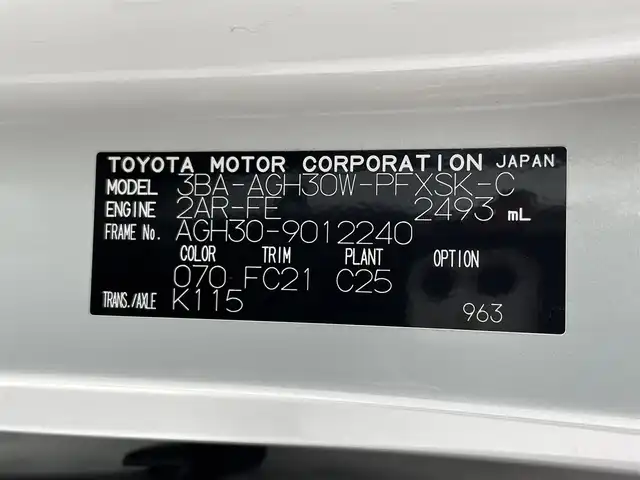 TOYOTA MOTOR CORPORATION JAPAN
MODEL 3BA-AGH30W-PFXSK-C
ENGINE 2AR-FE 2493 mL
FRAME No. AGH30-9012240
COLOR TRIM PLANT OPTION
070 FC21 C25
TRANS./AXLE K115
963